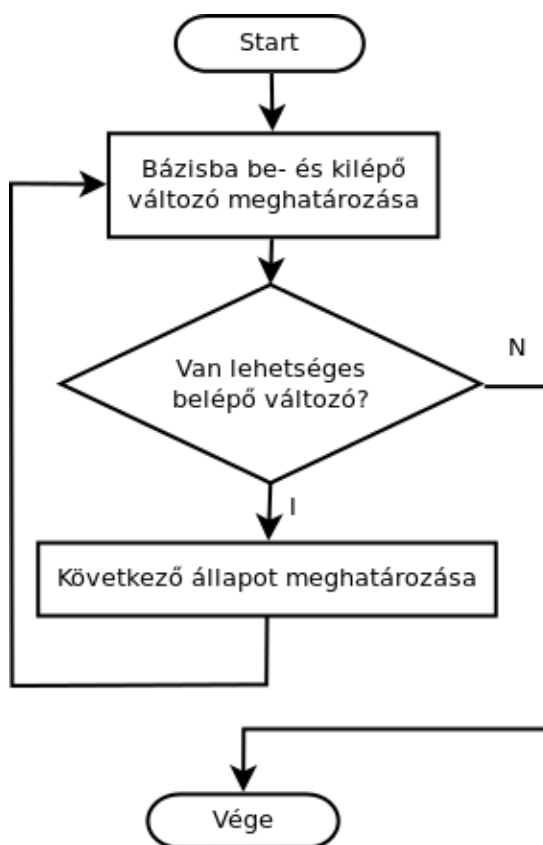 Start
Bázisba be- és kilépő
változó meghatározása
Van lehetséges
belépő változó?
N
I
Következő állapot meghatározása
Vége